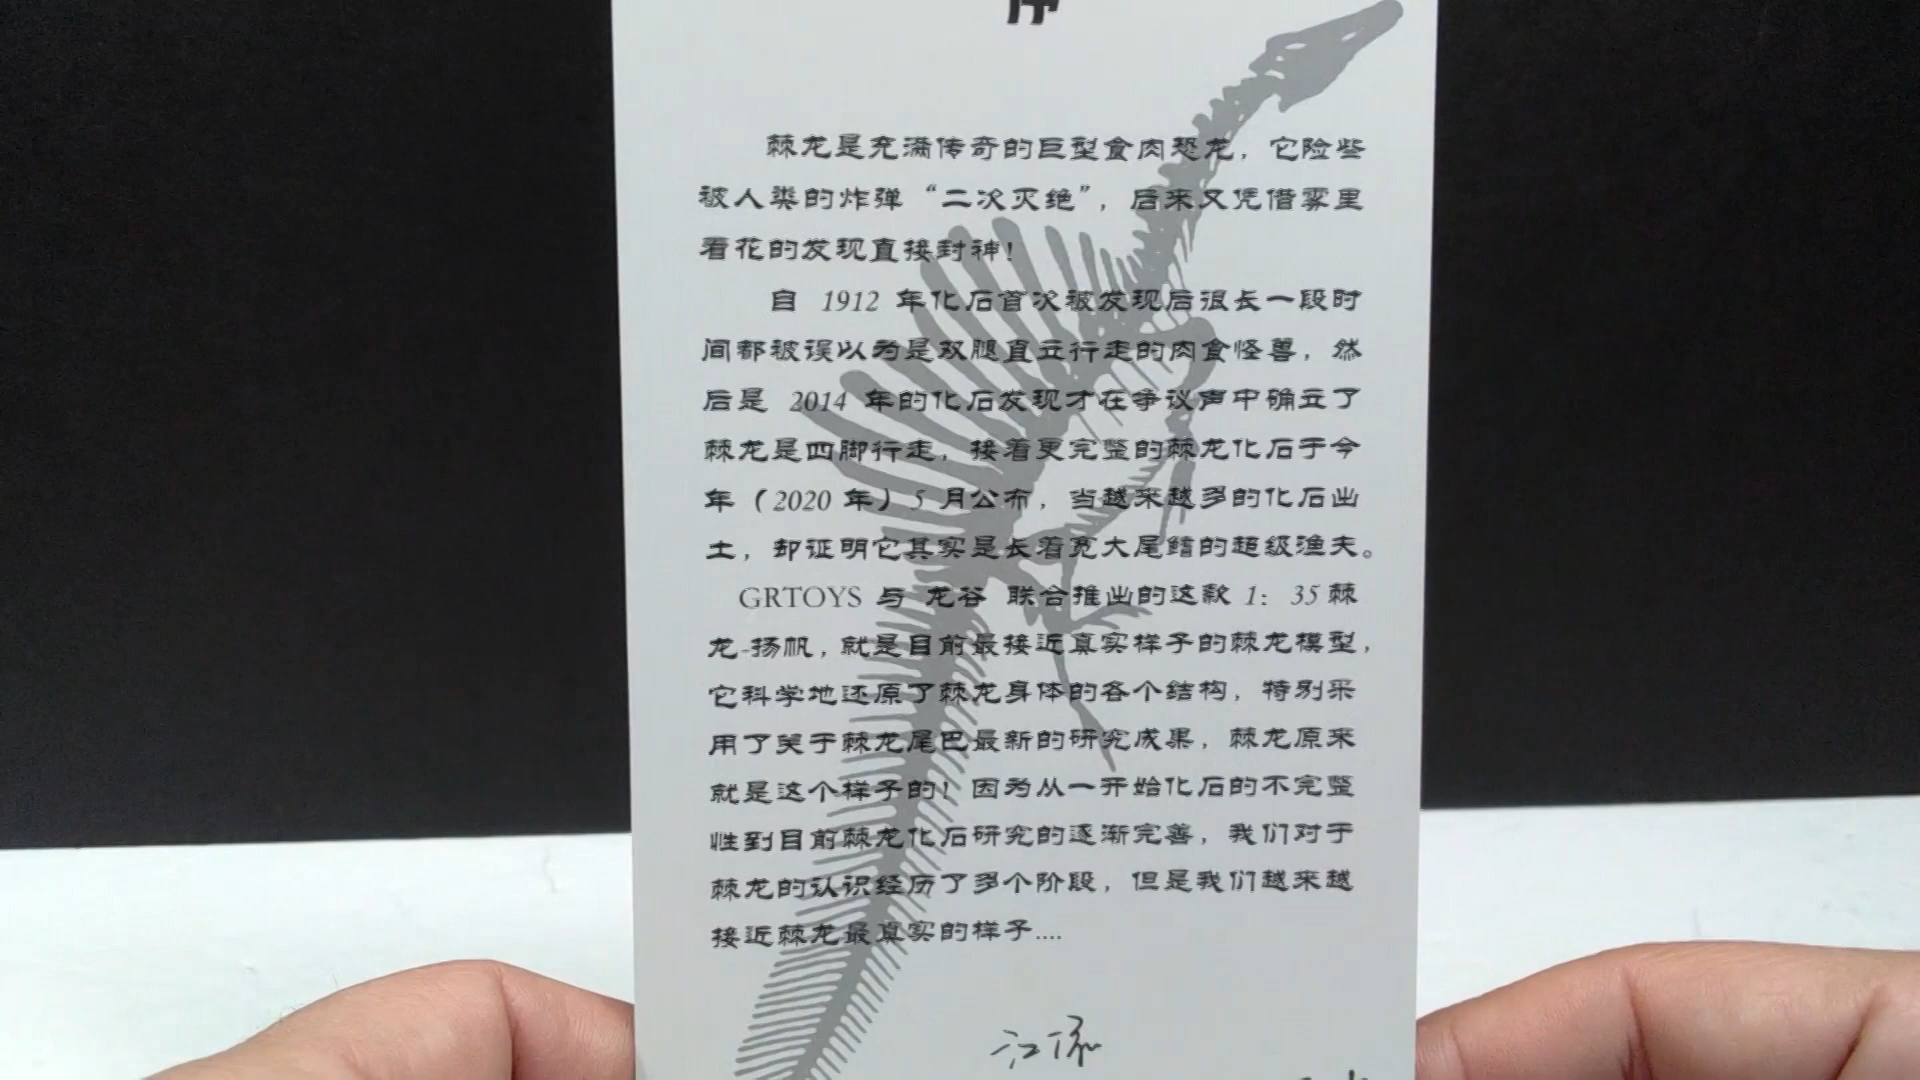 序
棘龙是充满传奇的巨型食肉恐龙，它险些
被人类的炸弹“二次灭绝”，后来又凭借雾里
看花的发现直接封神！
自 1912 年化石首次被发现后很长一段时
间都被误以为是双腿直立行走的肉食怪兽，然
后是 2014 年的化石发现才在争议声中确立了
棘龙是四脚行走，接着更完整的棘龙化石于今
年（2020 年）5 月公布，当越来越多的化石出
土，却证明它其实是长着宽大尾鳍的超级渔夫。
GRTOYS 与 龙谷 联合推出的这款 1：35 棘
龙-扬帆，就是目前最接近真实样子的棘龙模型，
它科学地还原了棘龙身体的各个结构，特别采
用了关于棘龙尾巴最新的研究成果，棘龙原来
就是这个样子的！因为从一开始化石的不完整
性到目前棘龙化石研究的逐渐完善，我们对于
棘龙的认识经历了多个阶段，但是我们越来越
接近棘龙最真实的样子....
江流